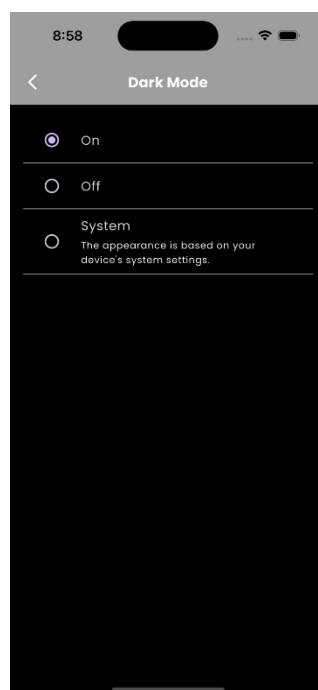 8:58
Dark Mode
On
Off
System
The appearance is based on your
device's system settings.